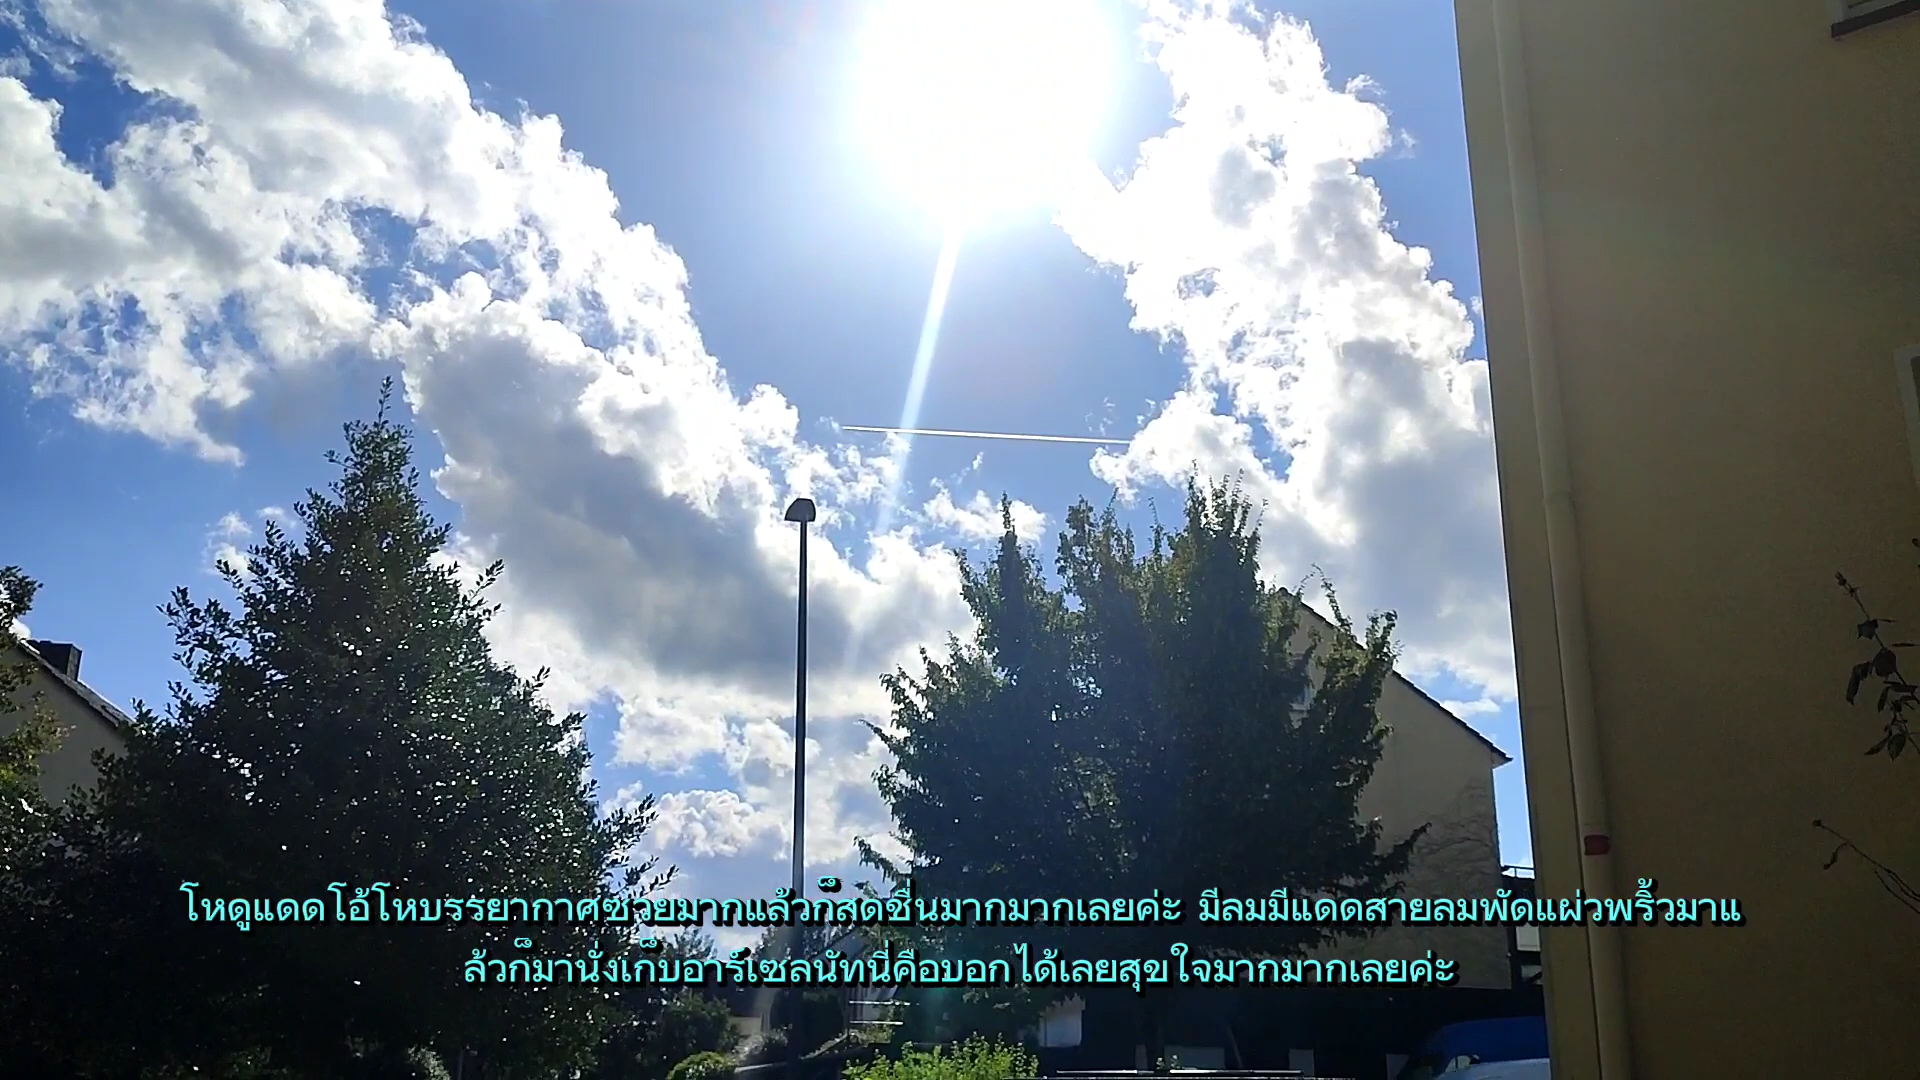 โหดูแดดโอ้โหบรรยากาศซวยมากแล้วก็สดชื่นมากมวกเลยค่ะ มีลมมีแดดสายลมพัดแผ่วพริ้วมาแ
ล้วก็มานั่งเก็บอาร์เซลนัทนี่คือบอกได้เลยสุขใจมากมากเลยค่ะ